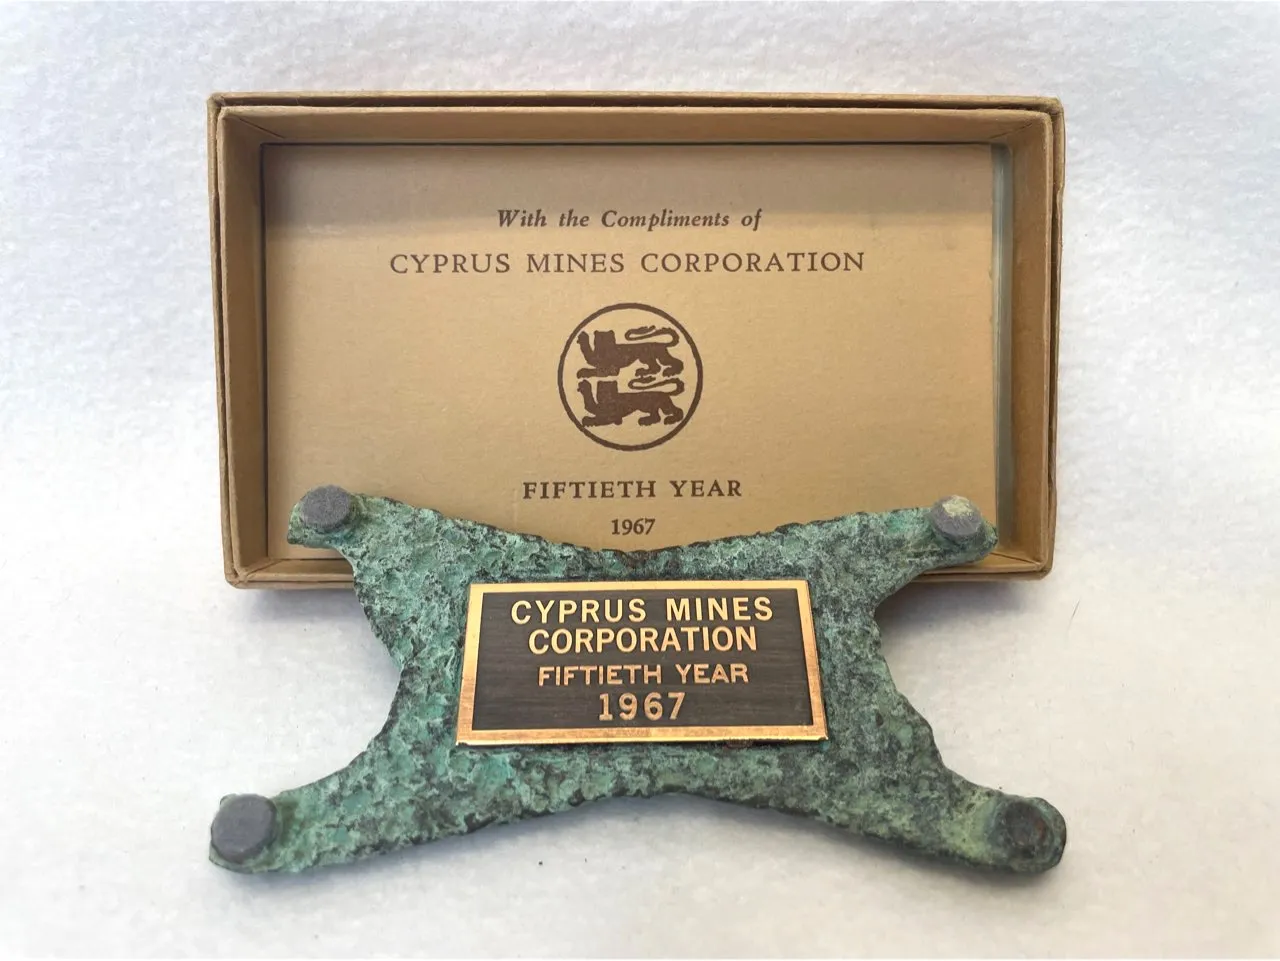 With the Compliments of
CYPRUS MINES CORPORATION
FIFTIETH YEAR
1967
CYPRUS MINES
CORPORATION
FIFTIETH YEAR
1967